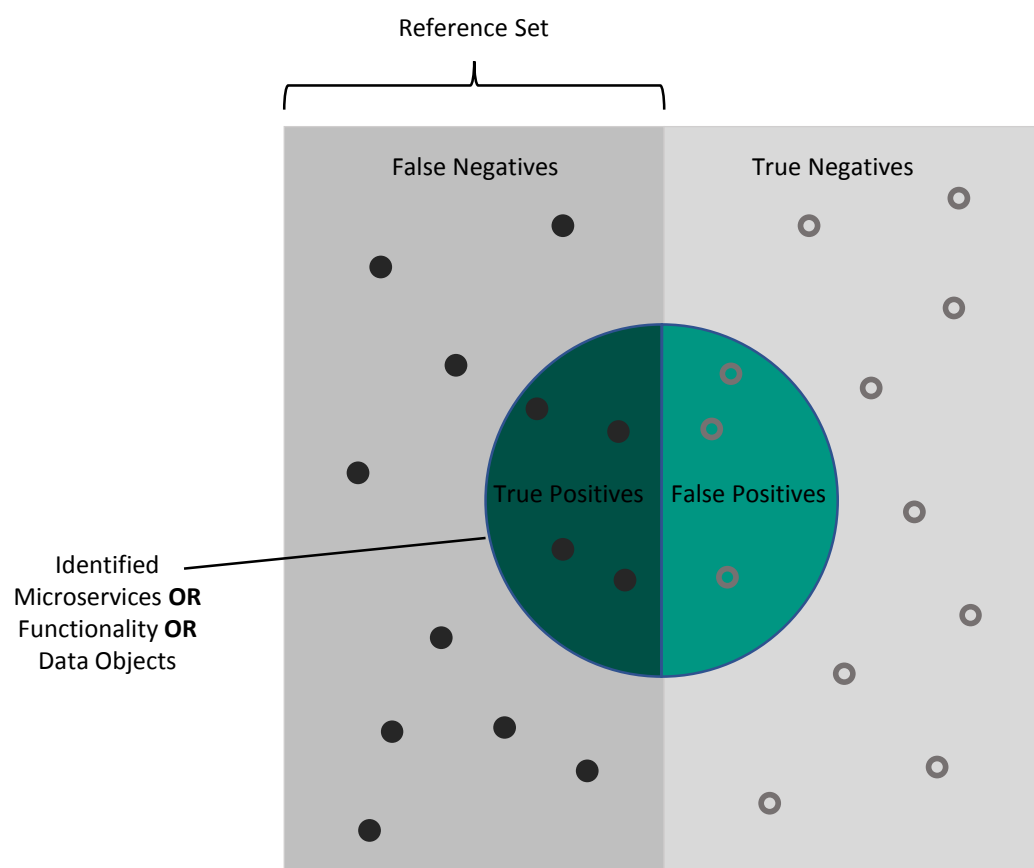 Reference Set
False Negatives
True Negatives
True Positives
False Positives
Identified
Microservices OR
Functionality OR
Data Objects